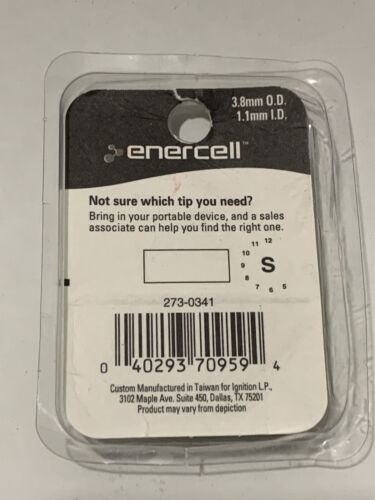 3.8mm O.D.
1.1mm I.D.
enercell™
Not sure which tip you need?
Bring in your portable device, and a sales
associate can help you find the right one.
11 12
10
9 S
8
7 6 5
273-0341
0 40293 70959 4
Custom Manufactured in Taiwan for Ignition L.P.,
3102 Maple Ave. Suite 450, Dallas, TX 75201
Product may vary from depiction